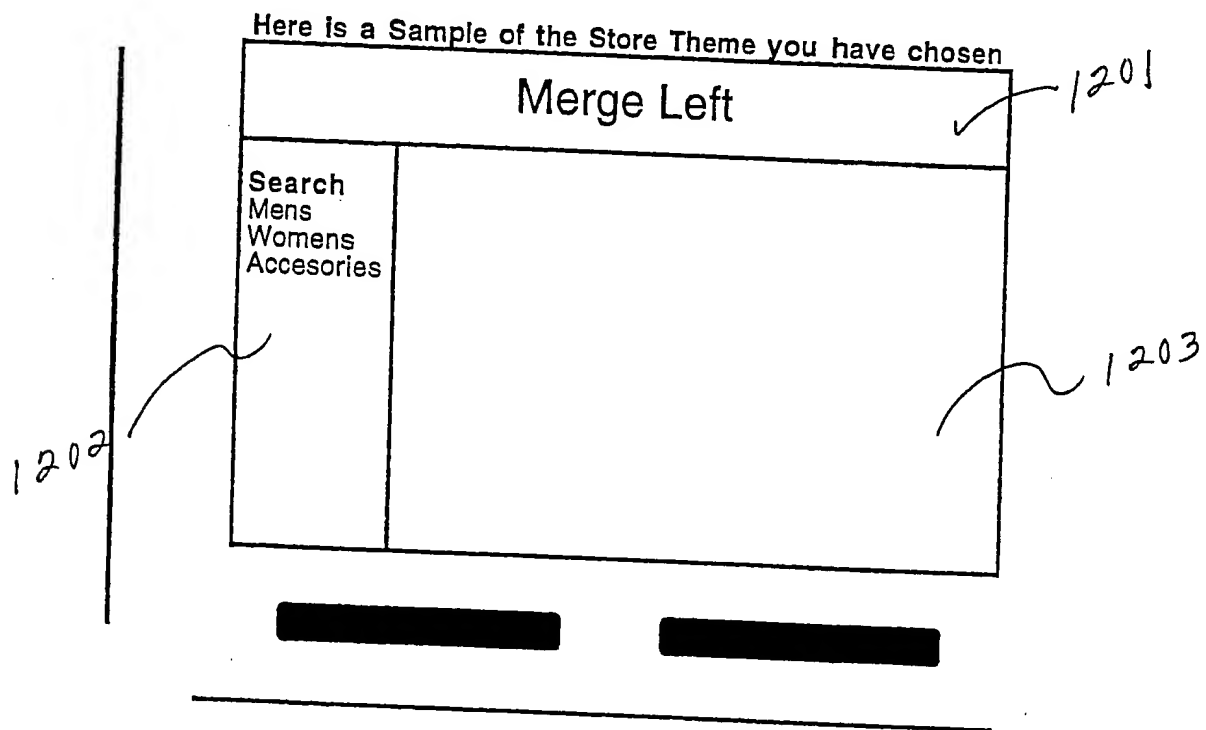 Here is a Sample of the Store Theme you have chosen
Merge Left
1201
Search
Mens
Womens
Accesories
1203
1202